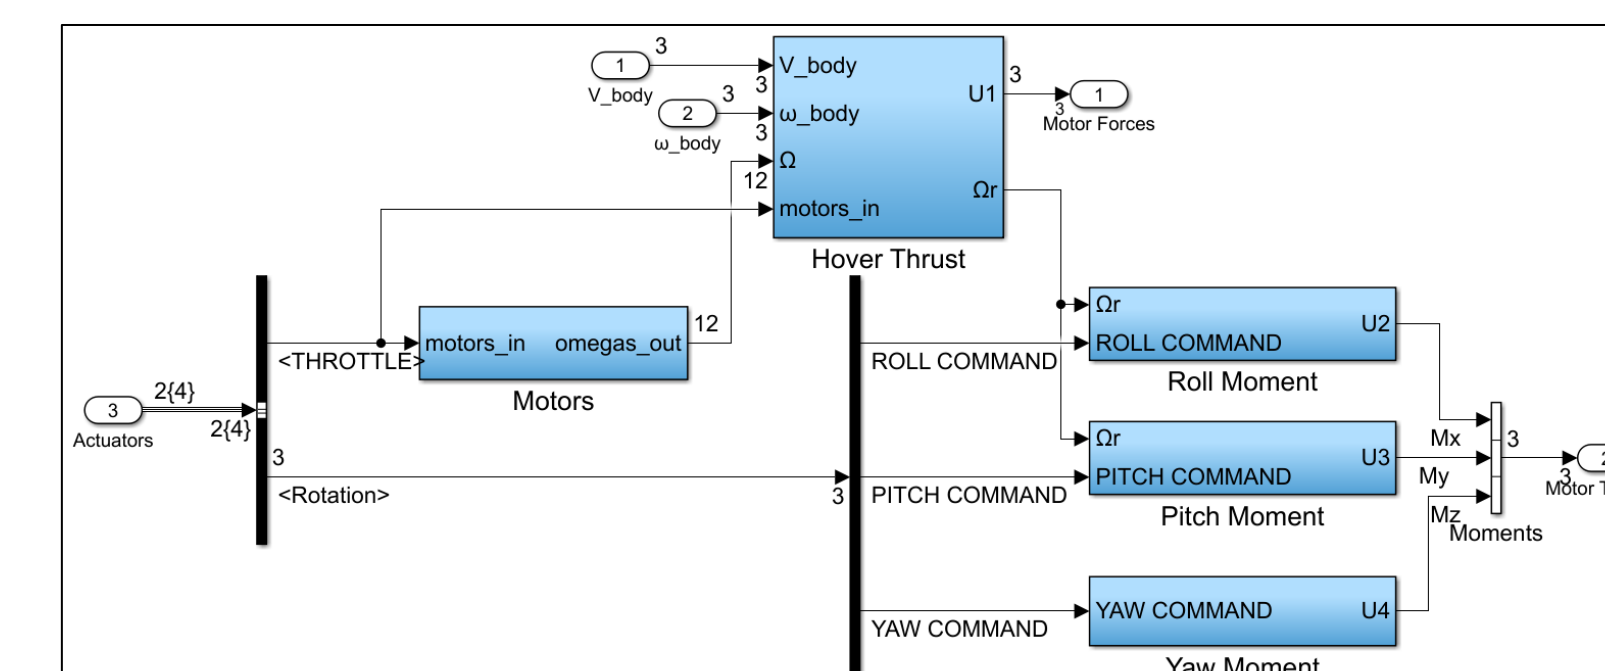 3
1
V_body
3
V_body
3
2
ω_body
3
ω_body
Ω
12
motors_in
U1
Ωr
Hover Thrust
3
3
1
Motor Forces
motors_in
omegas_out
12
Motors
<THROTTLE>
3
Actuators
2{4}
2{4}
3
<Rotation>
3
ROLL COMMAND
PITCH COMMAND
YAW COMMAND
Ωr
ROLL COMMAND
U2
Roll Moment
Ωr
PITCH COMMAND
U3
Pitch Moment
YAW COMMAND
U4
Yaw Moment
Mx
My
Mz
Moments
3
3
2
Motor T